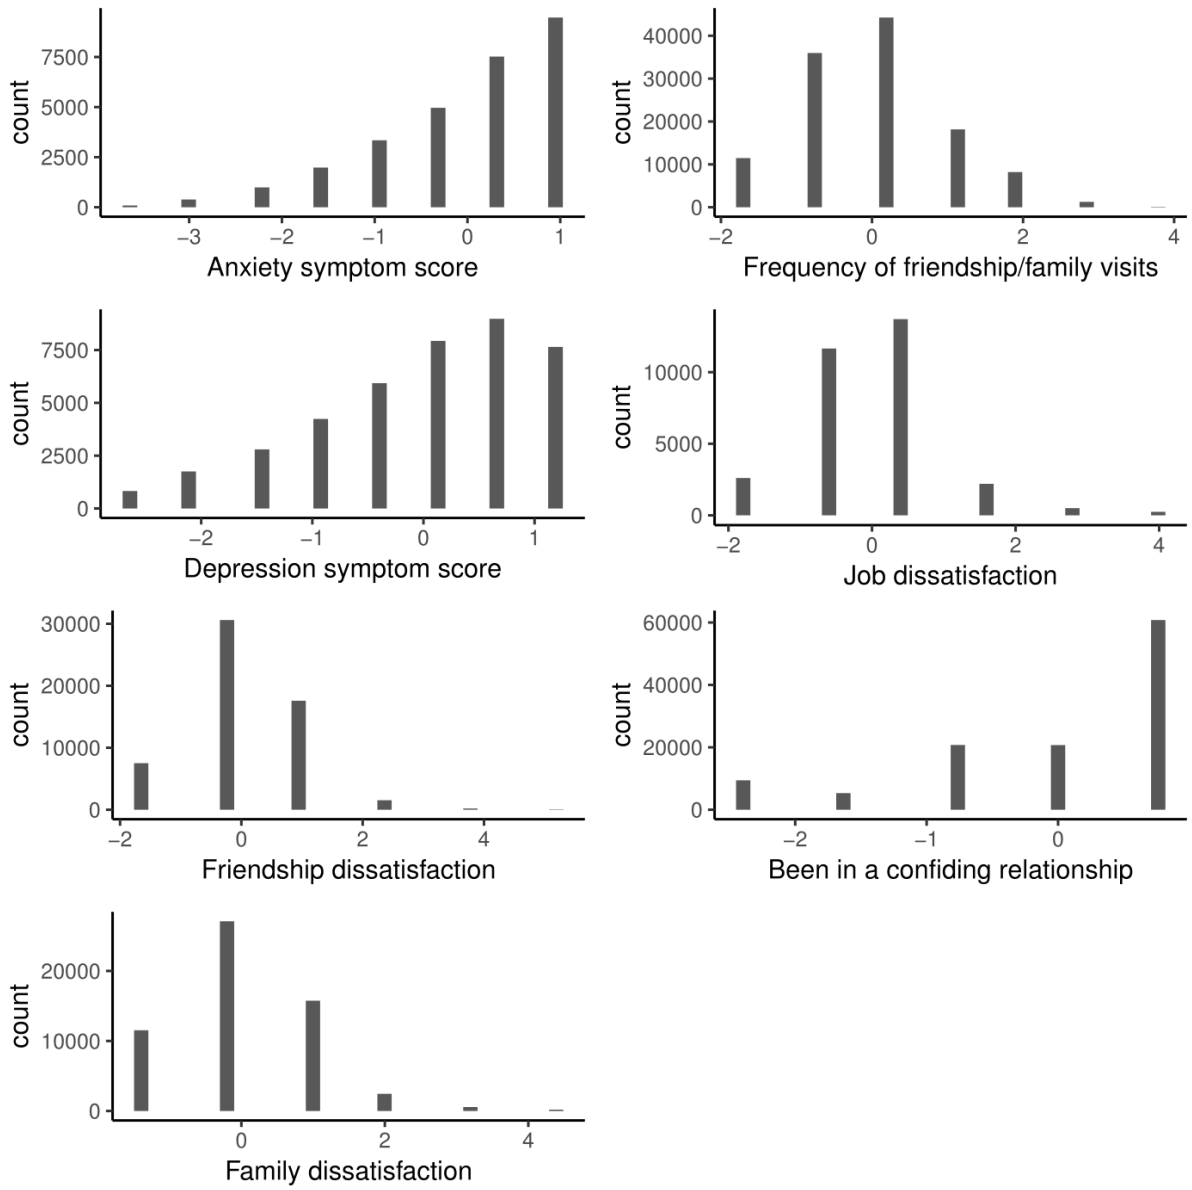 count
7500
5000
2500
0
−3 −2 −1 0 1
Anxiety symptom score
count
40000
30000
20000
10000
0
−2 0 2 4
Frequency of friendship/family visits
count
7500
5000
2500
0
−2 −1 0 1
Depression symptom score
count
10000
5000
0
−2 0 2 4
Job dissatisfaction
count
30000
20000
10000
0
−2 0 2 4
Friendship dissatisfaction
count
60000
40000
20000
0
−2 −1 0
Been in a confiding relationship
count
20000
10000
0
0 2 4
Family dissatisfaction